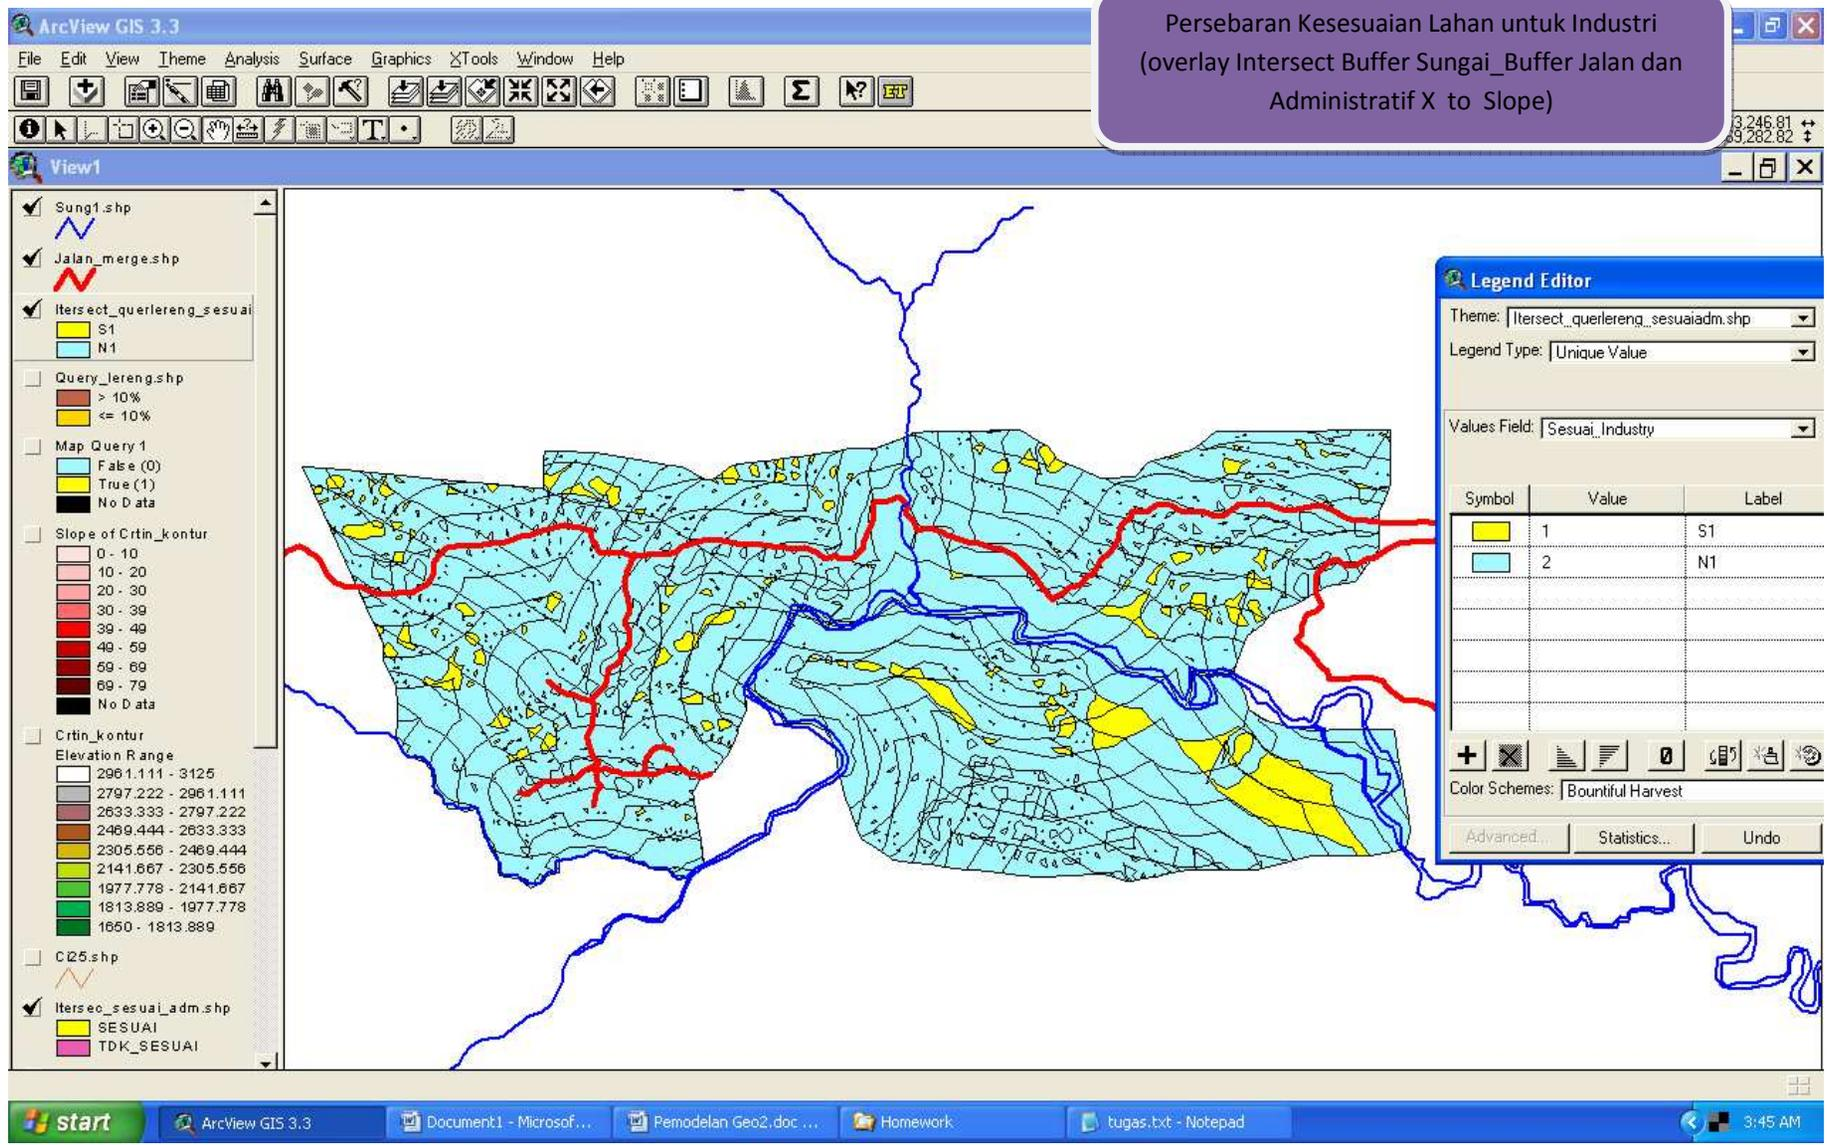 ArcView GIS 3.3
Persebaran Kesesuaian Lahan untuk Industri
(overlay Intersect Buffer Sungai_Buffer Jalan dan
Administratif X to Slope)
File Edit View Theme Analysis Surface Graphics XTools Window Help
3,246.81
9,282.82
View1
Sung1.shp
Jalan_merge.shp
Itersect_querlereng_sesuai
S1
N1
Query_lereng.shp
> 10%
<= 10%
Map Query 1
False (0)
True (1)
No Data
Slope of Crtin_kontur
0 - 10
10 - 20
20 - 30
30 - 39
39 - 49
49 - 59
59 - 69
69 - 79
No Data
Crtin_kontur
Elevation Range
2961.111 - 3125
2797.222 - 2961.111
2633.333 - 2797.222
2469.444 - 2633.333
2305.556 - 2469.444
2141.667 - 2305.556
1977.778 - 2141.667
1813.889 - 1977.778
1650 - 1813.889
Ci25.shp
Itersec_sesuai_adm.shp
SESUAI
TDK_SESUAI
Legend Editor
Theme: Itersect_querlereng_sesuaiadm.shp
Legend Type: Unique Value
Values Field: Sesuai_Industry
Symbol Value Label
1 S1
2 N1
Color Schemes: Bountiful Harvest
Advanced... Statistics... Undo
start ArcView GIS 3.3 Document1 - Microsof... Pemodelan Geo2.doc ... Homework tugas.txt - Notepad 3:45 AM